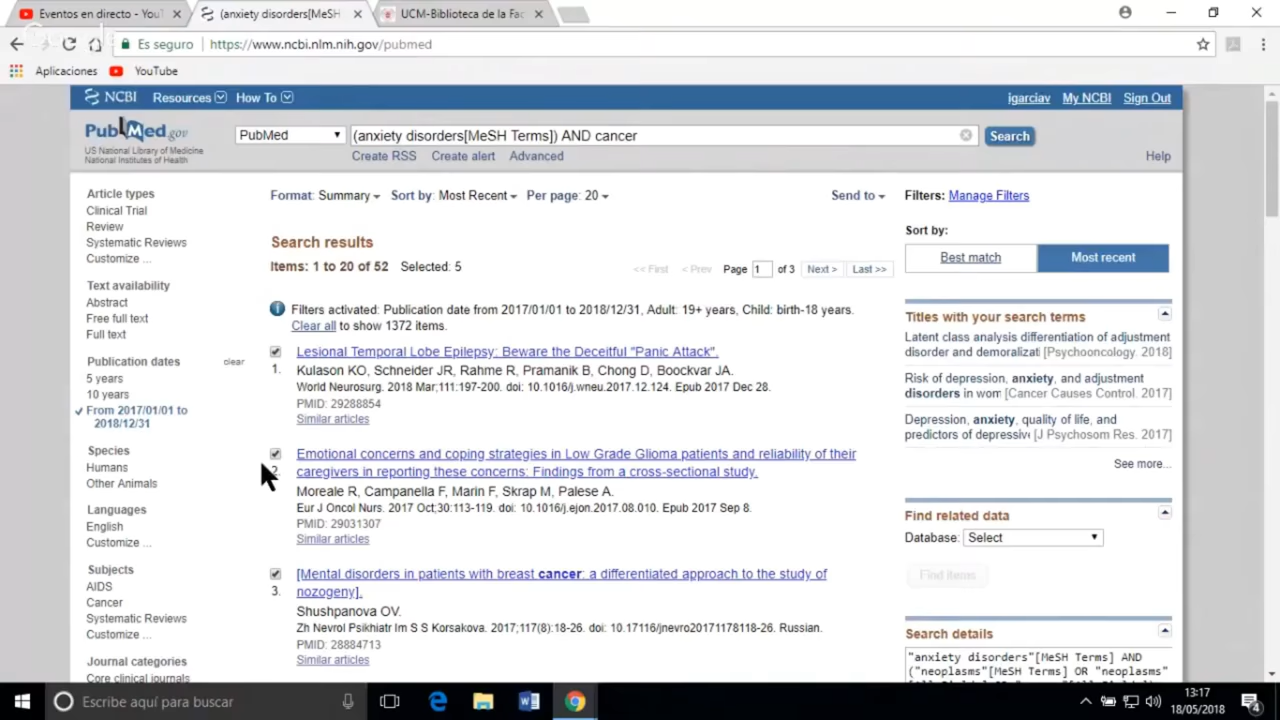 Eventos en directo - You
(anxiety disorders[MeSH
UCM-Biblioteca de la Fac
Es seguro
https://www.ncbi.nlm.nih.gov/pubmed
Aplicaciones
YouTube
NCBI
Resources
How To
igarciav
My NCBI
Sign Out
PubMed.gov
US National Library of Medicine
National Institutes of Health
PubMed
(anxiety disorders[MeSH Terms]) AND cancer
Search
Create RSS
Create alert
Advanced
Help
Article types
Clinical Trial
Review
Systematic Reviews
Customize ...
Text availability
Abstract
Free full text
Full text
Publication dates
clear
5 years
10 years
From 2017/01/01 to
2018/12/31
Species
Humans
Other Animals
Languages
English
Customize ...
Subjects
AIDS
Cancer
Systematic Reviews
Customize ...
Journal categories
Core clinical journals
Format: Summary
Sort by: Most Recent
Per page: 20
Send to
Search results
Items: 1 to 20 of 52
Selected: 5
<< First
< Prev
Page 1 of 3
Next >
Last >>
Filters activated: Publication date from 2017/01/01 to 2018/12/31, Adult: 19+ years, Child: birth-18 years.
Clear all to show 1372 items.
Lesional Temporal Lobe Epilepsy: Beware the Deceitful "Panic Attack".
1.
Kulason KO, Schneider JR, Rahme R, Pramanik B, Chong D, Boockvar JA.
World Neurosurg. 2018 Mar;111:197-200. doi: 10.1016/j.wneu.2017.12.124. Epub 2017 Dec 28.
PMID: 29288854
Similar articles
Emotional concerns and coping strategies in Low Grade Glioma patients and reliability of their
2.
caregivers in reporting these concerns: Findings from a cross-sectional study.
Moreale R, Campanella F, Marin F, Skrap M, Palese A.
Eur J Oncol Nurs. 2017 Oct;30:113-119. doi: 10.1016/j.ejon.2017.08.010. Epub 2017 Sep 8.
PMID: 29031307
Similar articles
[Mental disorders in patients with breast cancer: a differentiated approach to the study of
3.
nozogeny].
Shushpanova OV.
Zh Nevrol Psikhiatr Im S S Korsakova. 2017;117(8):18-26. doi: 10.17116/jnevro20171178118-26. Russian.
PMID: 28884713
Similar articles
Filters: Manage Filters
Sort by:
Best match
Most recent
Titles with your search terms
Latent class analysis differentiation of adjustment
disorder and demoralizati [Psychooncology. 2018]
Risk of depression, anxiety, and adjustment
disorders in wom [Cancer Causes Control. 2017]
Depression, anxiety, quality of life, and
predictors of depressive [J Psychosom Res. 2017]
See more...
Find related data
Database: Select
Find items
Search details
"anxiety disorders"[MeSH Terms] AND
("neoplasms"[MeSH Terms] OR "neoplasms"
Escribe aquí para buscar
13:17
18/05/2018
4